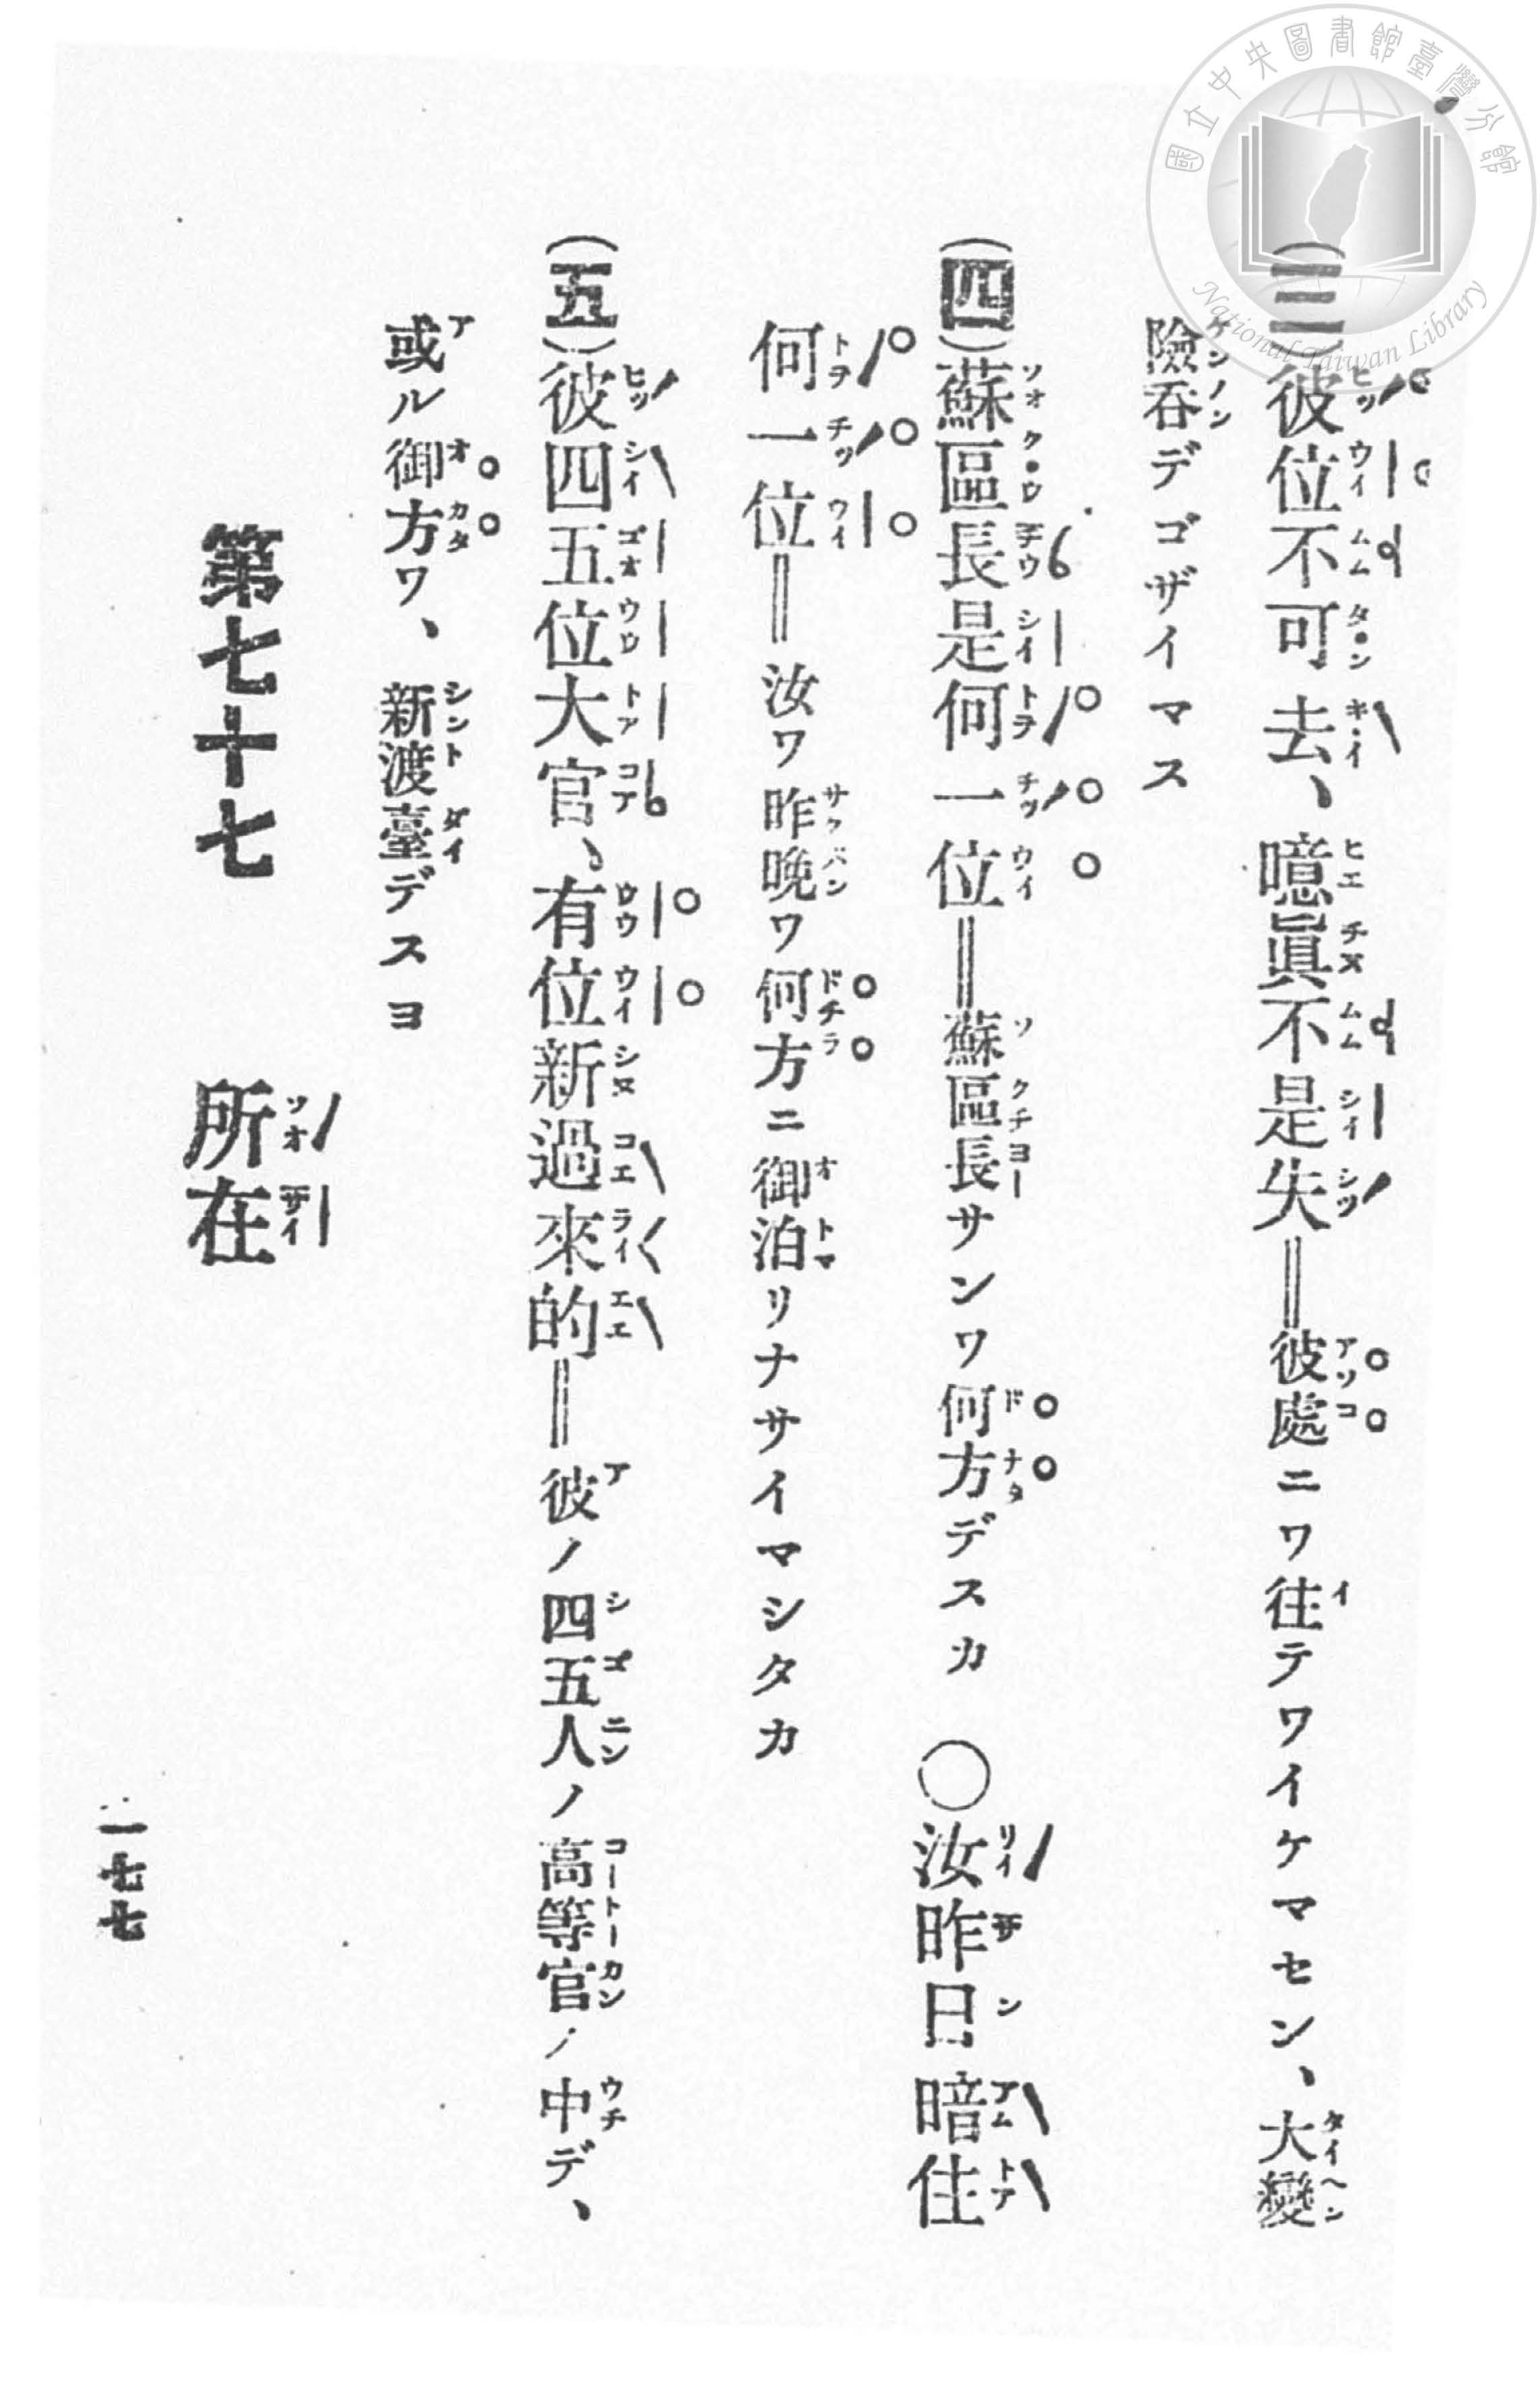 (三)彼位不可去、噫眞不是失＝彼處ニワ往テワイケマセン、大變
險呑デゴザイマス
(四)蘇區長是何一位＝蘇區長サンワ何方デスカ ○汝昨日暗住
何一位＝汝ワ昨晚ワ何方ニ御泊リナサイマシタカ
(五)彼四五位大官、有位新過來的＝彼ノ四五人ノ高等官ノ中デ、
或ル御方ワ、新渡臺デスヨ
第七十七 所在
一七七
國立中央圖書館臺灣分館
National Taiwan Library